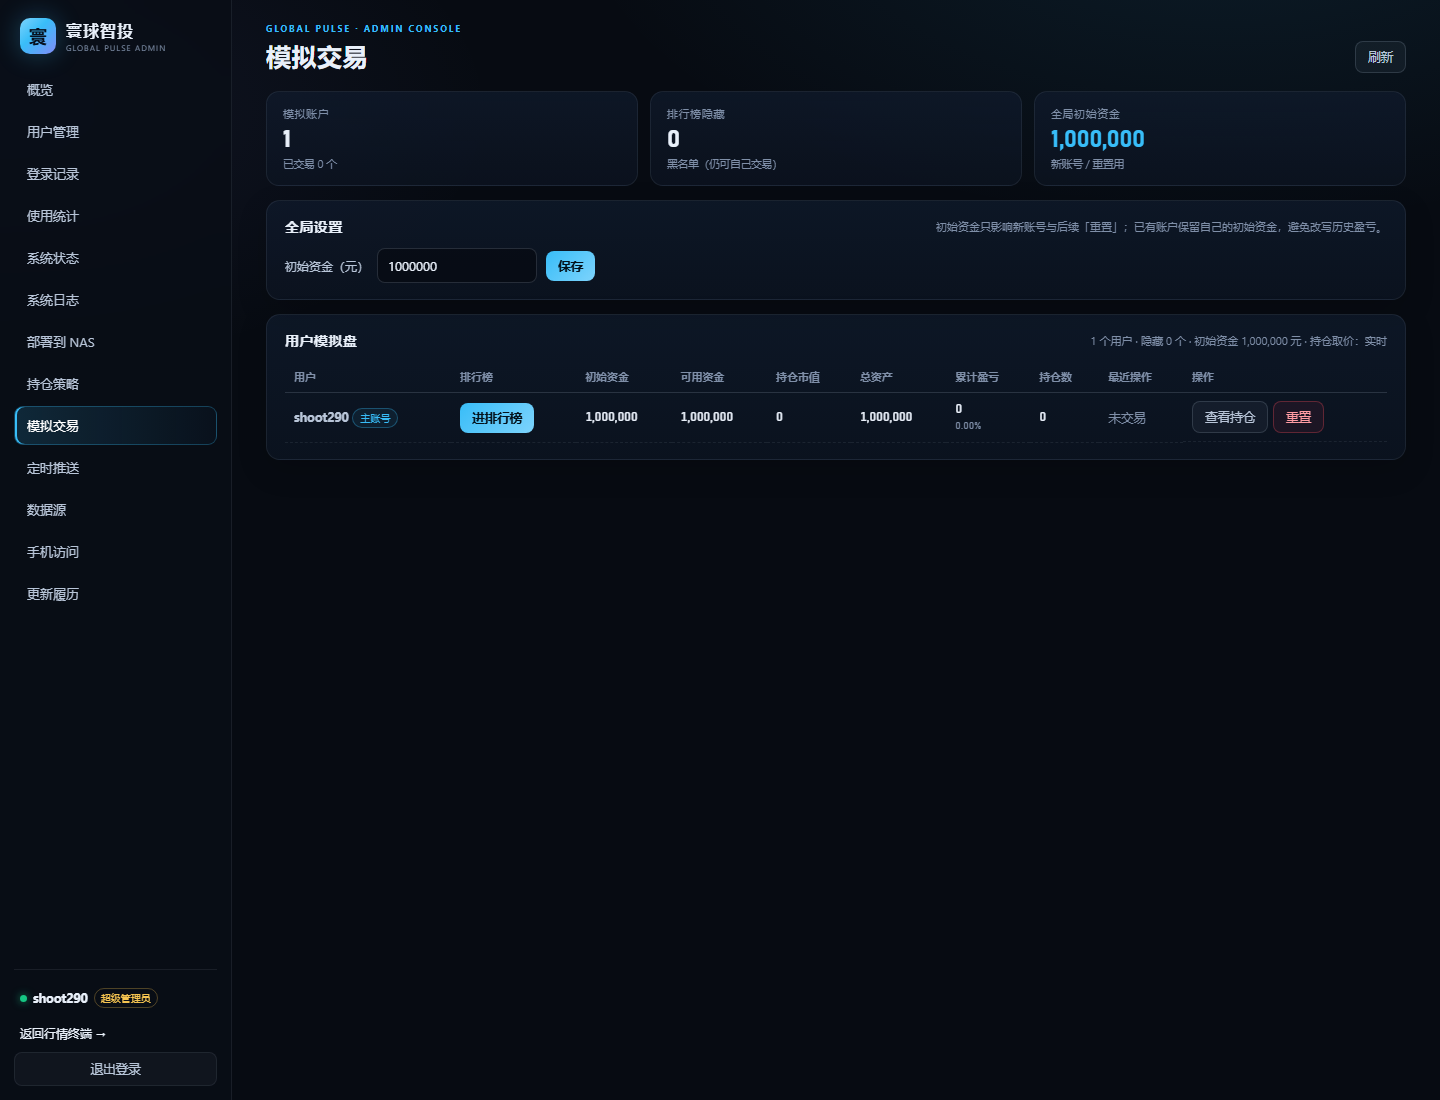 寰
寰球智投
GLOBAL PULSE ADMIN
概览
用户管理
登录记录
使用统计
系统状态
系统日志
部署到 NAS
持仓策略
模拟交易
定时推送
数据源
手机访问
更新履历
shoot290 超级管理员
返回行情终端 →
退出登录
GLOBAL PULSE · ADMIN CONSOLE
模拟交易
刷新
模拟账户
1
已交易 0 个
排行榜隐藏
0
黑名单（仍可自己交易）
全局初始资金
1,000,000
新账号 / 重置用
全局设置
初始资金只影响新账号与后续「重置」；已有账户保留自己的初始资金，避免改写历史盈亏。
初始资金（元） 1000000 保存
用户模拟盘
1 个用户 · 隐藏 0 个 · 初始资金 1,000,000 元 · 持仓取价：实时
用户 排行榜 初始资金 可用资金 持仓市值 总资产 累计盈亏 持仓数 最近操作 操作
shoot290 主账号 进排行榜 1,000,000 1,000,000 0 1,000,000 0 0 未交易 查看持仓 重置
0.00%